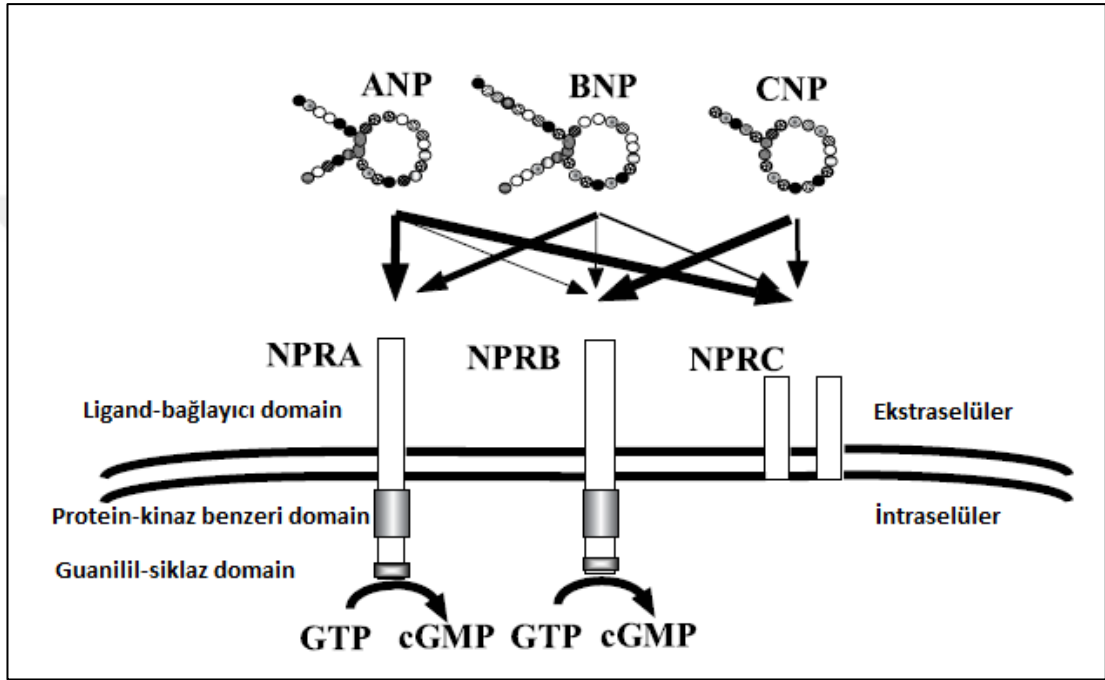 ANP BNP CNP
NPRA NPRB NPRC
Ligand-bağlayıcı domain Ekstraselüler
Protein-kinaz benzeri domain İntraselüler
Guanilil-siklaz domain
GTP cGMP GTP cGMP